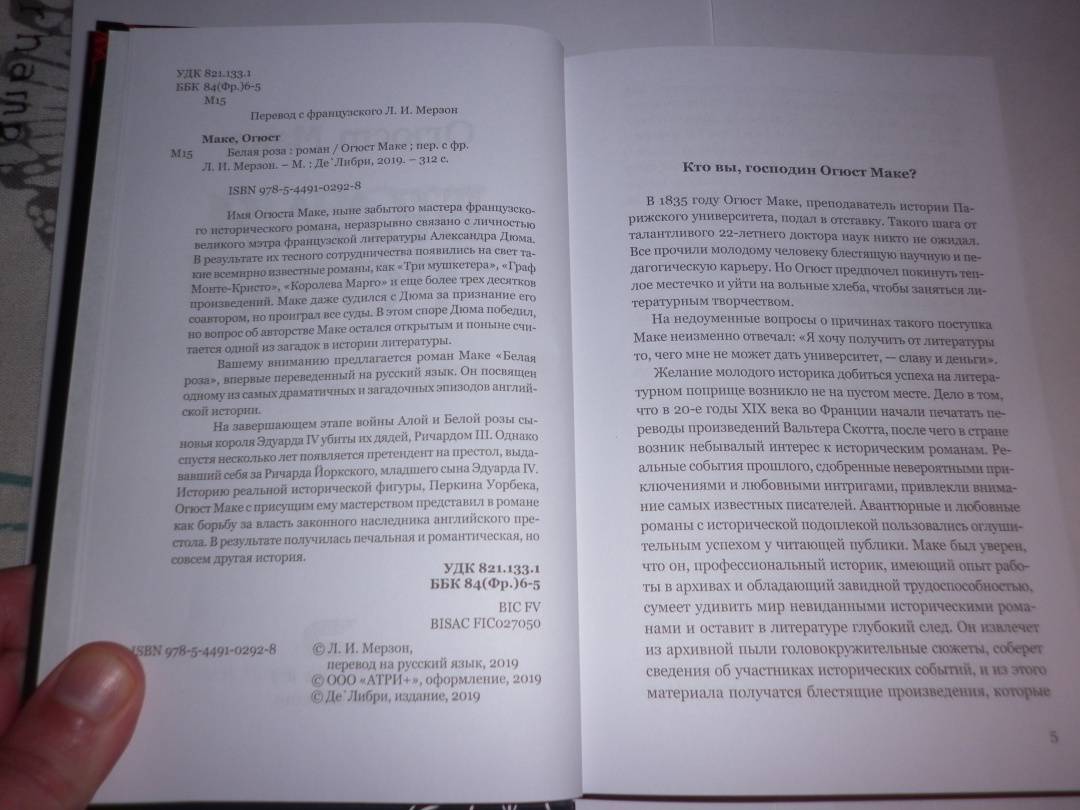 УДК 821.133.1
ББК 84(Фр.)6-5
М15
Перевод с французского Л. И. Мерзон
Маке, Огюст
М15 Белая роза : роман / Огюст Маке ; пер. с фр.
Л. И. Мерзон. – М. : Де`Либри, 2019. – 312 с.
ISBN 978-5-4491-0292-8
Имя Огюста Маке, ныне забытого мастера французско-
го исторического романа, неразрывно связано с личностью
великого мэтра французской литературы Александра Дюма.
В результате их тесного сотрудничества появились на свет та-
кие всемирно известные романы, как «Три мушкетера», «Граф
Монте-Кристо», «Королева Марго» и еще более трех десятков
произведений. Маке даже судился с Дюма за признание его
соавтором, но проиграл все суды. В этом споре Дюма победил,
но вопрос об авторстве Маке остался открытым и поныне счи-
тается одной из загадок в истории литературы.
Вашему вниманию предлагается роман Маке «Белая
роза», впервые переведенный на русский язык. Он посвящен
одному из самых драматичных и загадочных эпизодов англий-
ской истории.
На завершающем этапе войны Алой и Белой розы сы-
новья короля Эдуарда IV убиты их дядей, Ричардом III. Однако
спустя несколько лет появляется претендент на престол, выда-
вавший себя за Ричарда Йоркского, младшего сына Эдуарда IV.
Историю реальной исторической фигуры, Перкина Уорбека,
Огюст Маке с присущим ему мастерством представил в романе
как борьбу за власть законного наследника английского пре-
стола. В результате получилась печальная и романтическая, но
совсем другая история.
УДК 821.133.1
ББК 84(Фр.)6-5
BIC FV
BISAC FIC027050
ISBN 978-5-4491-0292-8
© Л. И. Мерзон,
перевод на русский язык, 2019
© ООО «АТРИ+», оформление, 2019
© Де`Либри, издание, 2019
Кто вы, господин Огюст Маке?
В 1835 году Огюст Маке, преподаватель истории Па-
рижского университета, подал в отставку. Такого шага от
талантливого 22-летнего доктора наук никто не ожидал.
Все прочили молодому человеку блестящую научную и пе-
дагогическую карьеру. Но Огюст предпочел покинуть теп-
лое местечко и уйти на вольные хлеба, чтобы заняться ли-
тературным творчеством.
На недоуменные вопросы о причинах такого поступка
Маке неизменно отвечал: «Я хочу получить от литературы
то, чего мне не может дать университет, — славу и деньги».
Желание молодого историка добиться успеха на литера-
турном поприще возникло не на пустом месте. Дело в том,
что в 20-е годы XIX века во Франции начали печатать пе-
реводы произведений Вальтера Скотта, после чего в стране
возник небывалый интерес к историческим романам. Ре-
альные события прошлого, сдобренные невероятными при-
ключениями и любовными интригами, привлекли внима-
ние самых известных писателей. Авантюрные и любовные
романы с исторической подоплекой пользовались оглуши-
тельным успехом у читающей публики. Маке был уверен,
что он, профессиональный историк, имеющий опыт рабо-
ты в архивах и обладающий завидной трудоспособностью,
сумеет удивить мир невиданными историческими рома-
нами и оставит в литературе глубокий след. Он извлечет
из архивной пыли головокружительные сюжеты, соберет
сведения об участниках исторических событий, и из этого
материала получатся блестящие произведения, которые
5